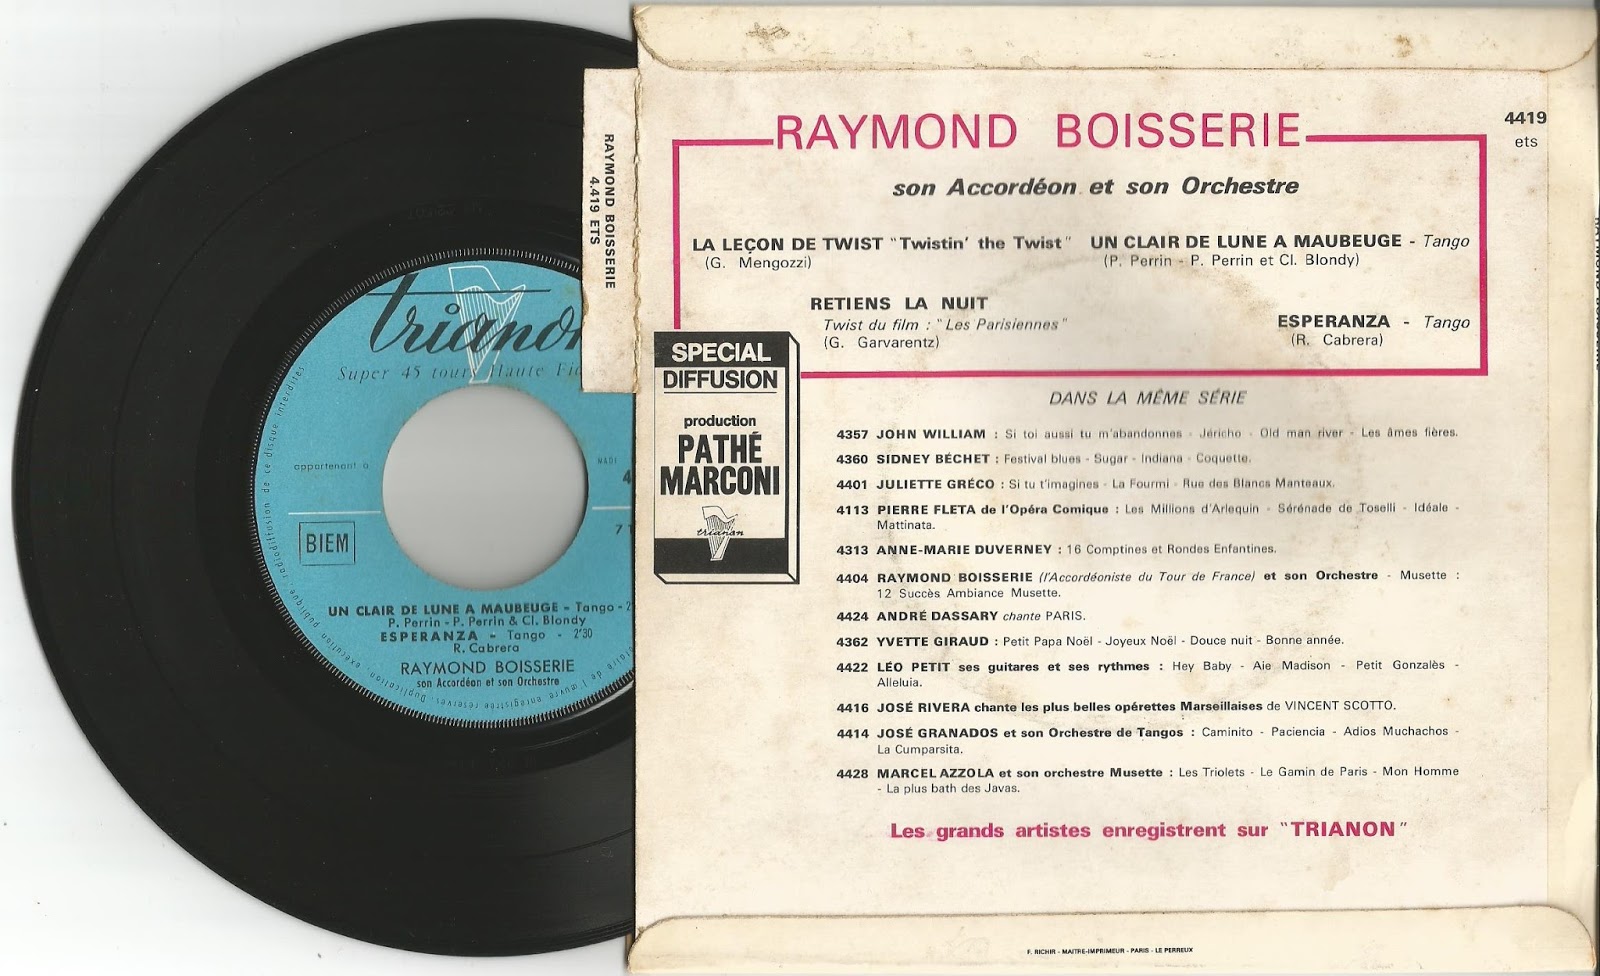 trianon
Super 45 tours Haute
duplication, radiodiffusion de ce disque interdites
appartenant à
MADE
4
7
BIEM
UN CLAIR DE LUNE A MAUBEUGE - Tango - 2'
P. Perrin - P. Perrin & Cl. Blondy
ESPERANZA - Tango - 2'30
R. Cabrera
RAYMOND BOISSERIE
son Accordéon et son Orchestre
RAYMOND BOISSERIE
4.419 ETS
RAYMOND BOISSERIE
4419
ets
son Accordéon et son Orchestre
LA LEÇON DE TWIST "Twistin' the Twist" UN CLAIR DE LUNE A MAUBEUGE - Tango
(G. Mengozzi) (P. Perrin - P. Perrin et Cl. Blondy)
RETIENS LA NUIT
Twist du film : "Les Parisiennes" ESPERANZA - Tango
(G. Garvarentz) (R. Cabrera)
SPECIAL
DIFFUSION
production
PATHÉ
MARCONI
trianon
DANS LA MÊME SÉRIE
4357 JOHN WILLIAM : Si toi aussi tu m'abandonnes - Jéricho - Old man river - Les âmes fières.
4360 SIDNEY BÉCHET : Festival blues - Sugar - Indiana - Coquette.
4401 JULIETTE GRÉCO : Si tu t'imagines - La Fourmi - Rue des Blancs Manteaux.
4113 PIERRE FLETA de l'Opéra Comique : Les Millions d'Arlequin - Sérénade de Toselli - Idéale -
Mattinata.
4313 ANNE-MARIE DUVERNEY : 16 Comptines et Rondes Enfantines.
4404 RAYMOND BOISSERIE (l'Accordéoniste du Tour de France) et son Orchestre - Musette :
12 Succès Ambiance Musette.
4424 ANDRÉ DASSARY chante PARIS.
4362 YVETTE GIRAUD : Petit Papa Noël - Joyeux Noël - Douce nuit - Bonne année.
4422 LÉO PETIT ses guitares et ses rythmes : Hey Baby - Aie Madison - Petit Gonzalès -
Alleluia.
4416 JOSÉ RIVERA chante les plus belles opérettes Marseillaises de VINCENT SCOTTO.
4414 JOSÉ GRANADOS et son Orchestre de Tangos : Caminito - Paciencia - Adios Muchachos -
La Cumparsita.
4428 MARCEL AZZOLA et son orchestre Musette : Les Triolets - Le Gamin de Paris - Mon Homme
- La plus bath des Javas.
Les grands artistes enregistrent sur "TRIANON"
F. RICHIR - MAITRE-IMPRIMEUR - PARIS - LE PERREUX